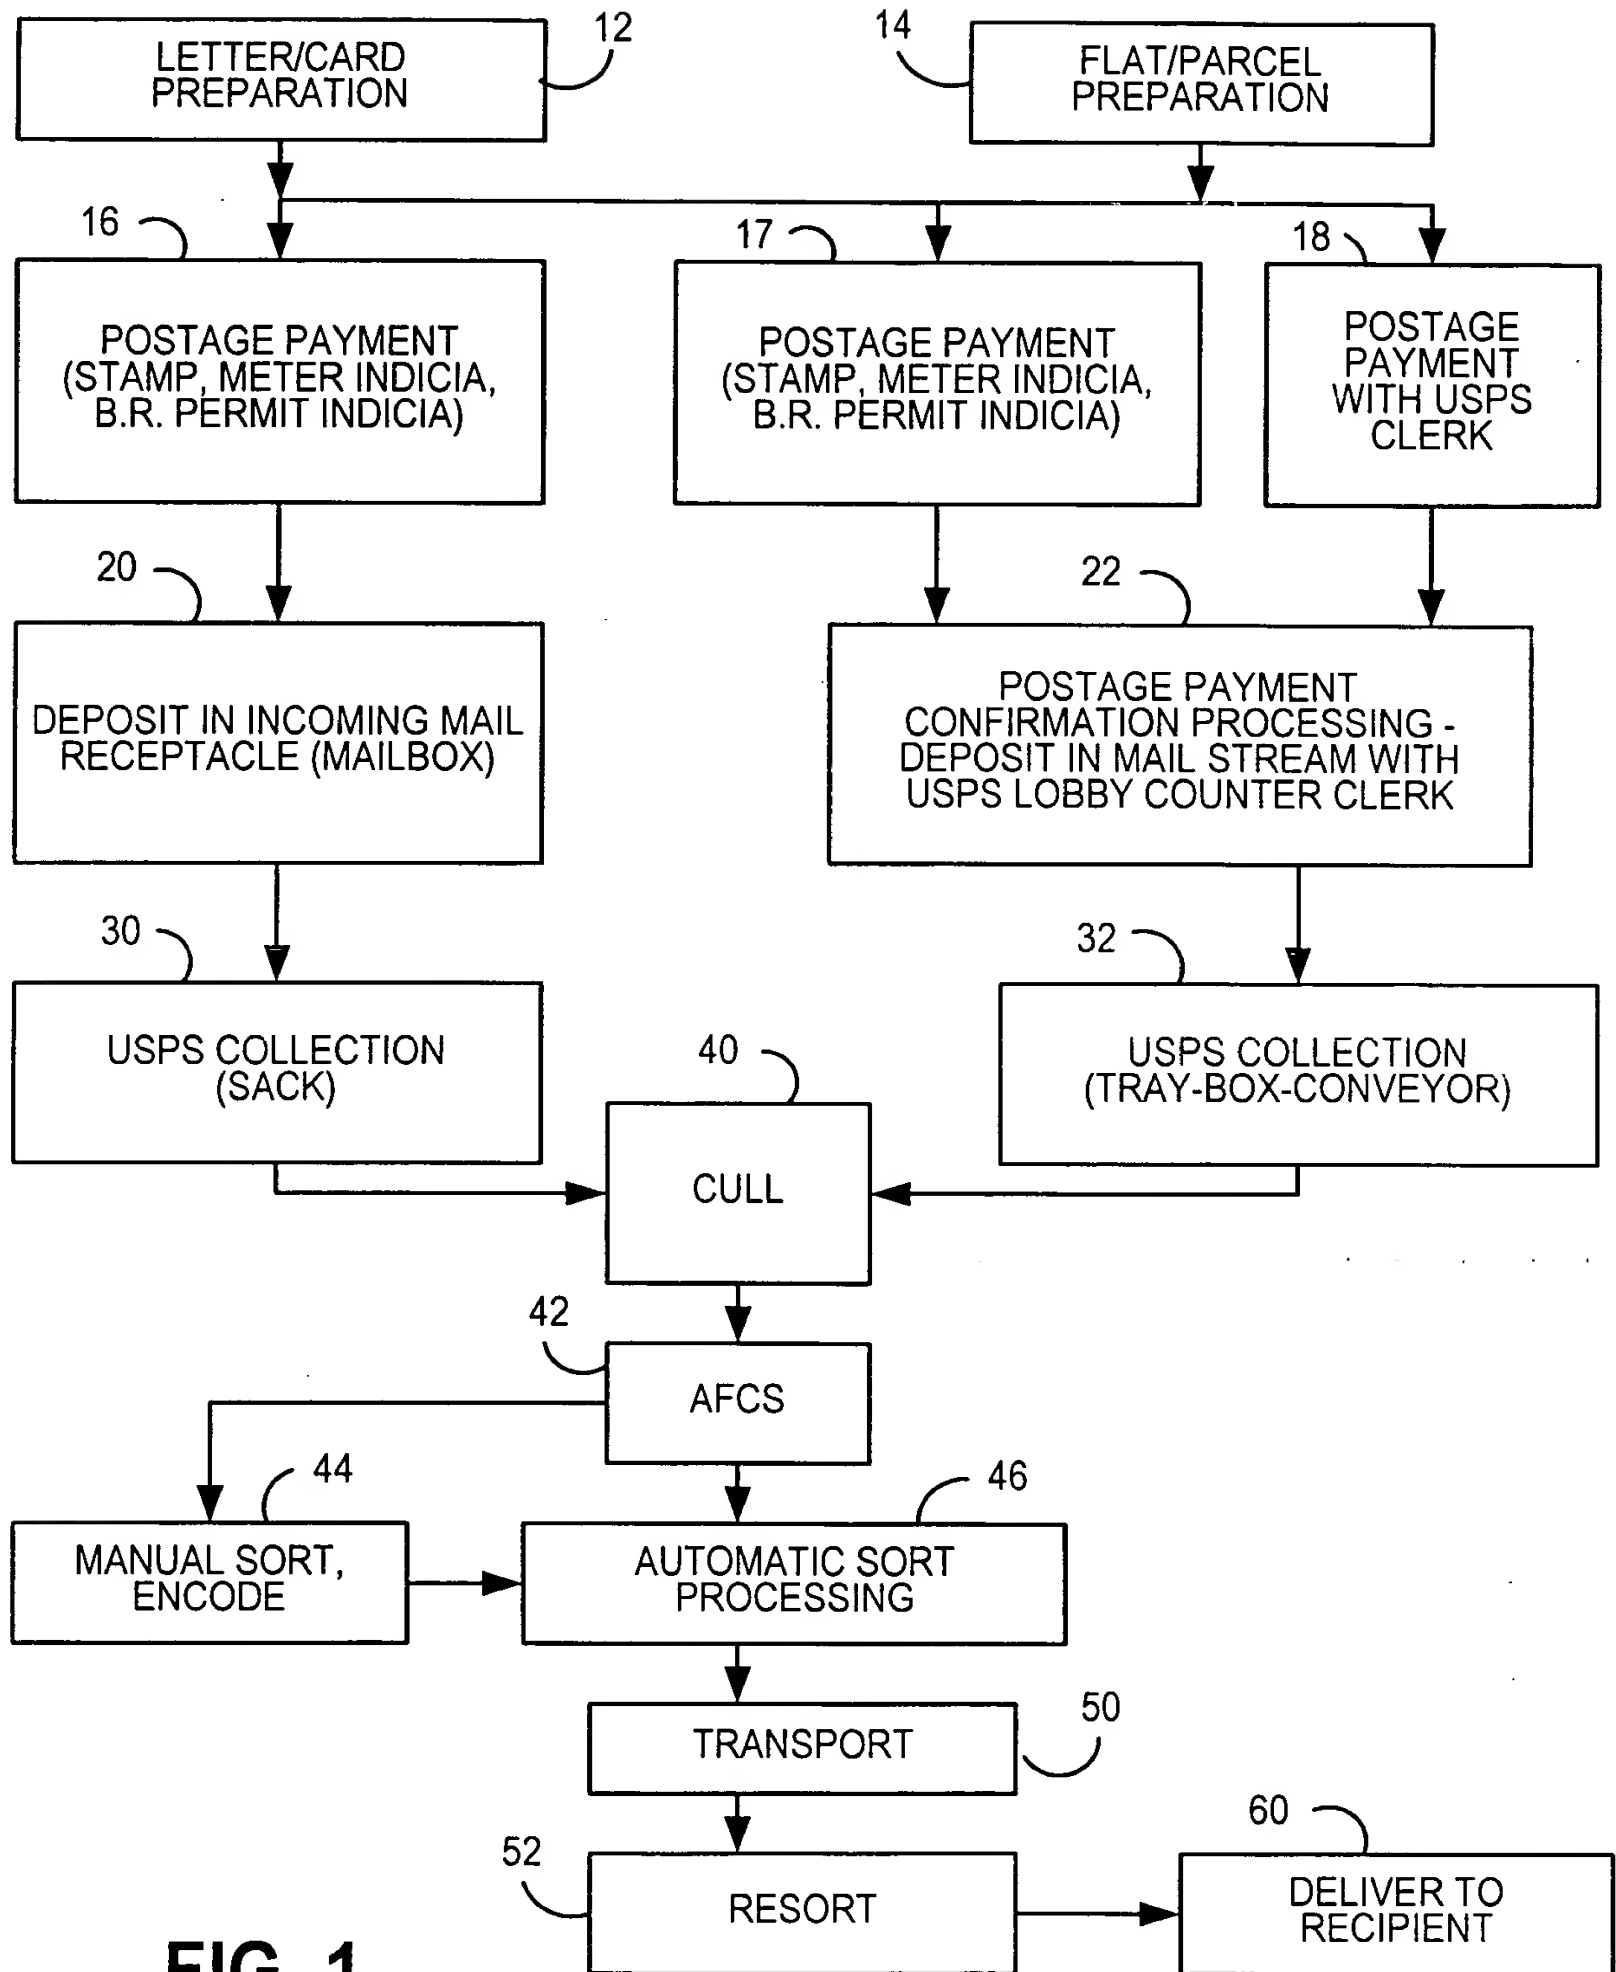 12
LETTER/CARD
PREPARATION
14
FLAT/PARCEL
PREPARATION
16
POSTAGE PAYMENT
(STAMP, METER INDICIA,
B.R. PERMIT INDICIA)
17
POSTAGE PAYMENT
(STAMP, METER INDICIA,
B.R. PERMIT INDICIA)
18
POSTAGE
PAYMENT
WITH USPS
CLERK
20
DEPOSIT IN INCOMING MAIL
RECEPTACLE (MAILBOX)
22
POSTAGE PAYMENT
CONFIRMATION PROCESSING -
DEPOSIT IN MAIL STREAM WITH
USPS LOBBY COUNTER CLERK
30
USPS COLLECTION
(SACK)
32
USPS COLLECTION
(TRAY-BOX-CONVEYOR)
40
CULL
42
AFCS
44
MANUAL SORT,
ENCODE
46
AUTOMATIC SORT
PROCESSING
50
TRANSPORT
52
RESORT
60
DELIVER TO
RECIPIENT
FIG. 1